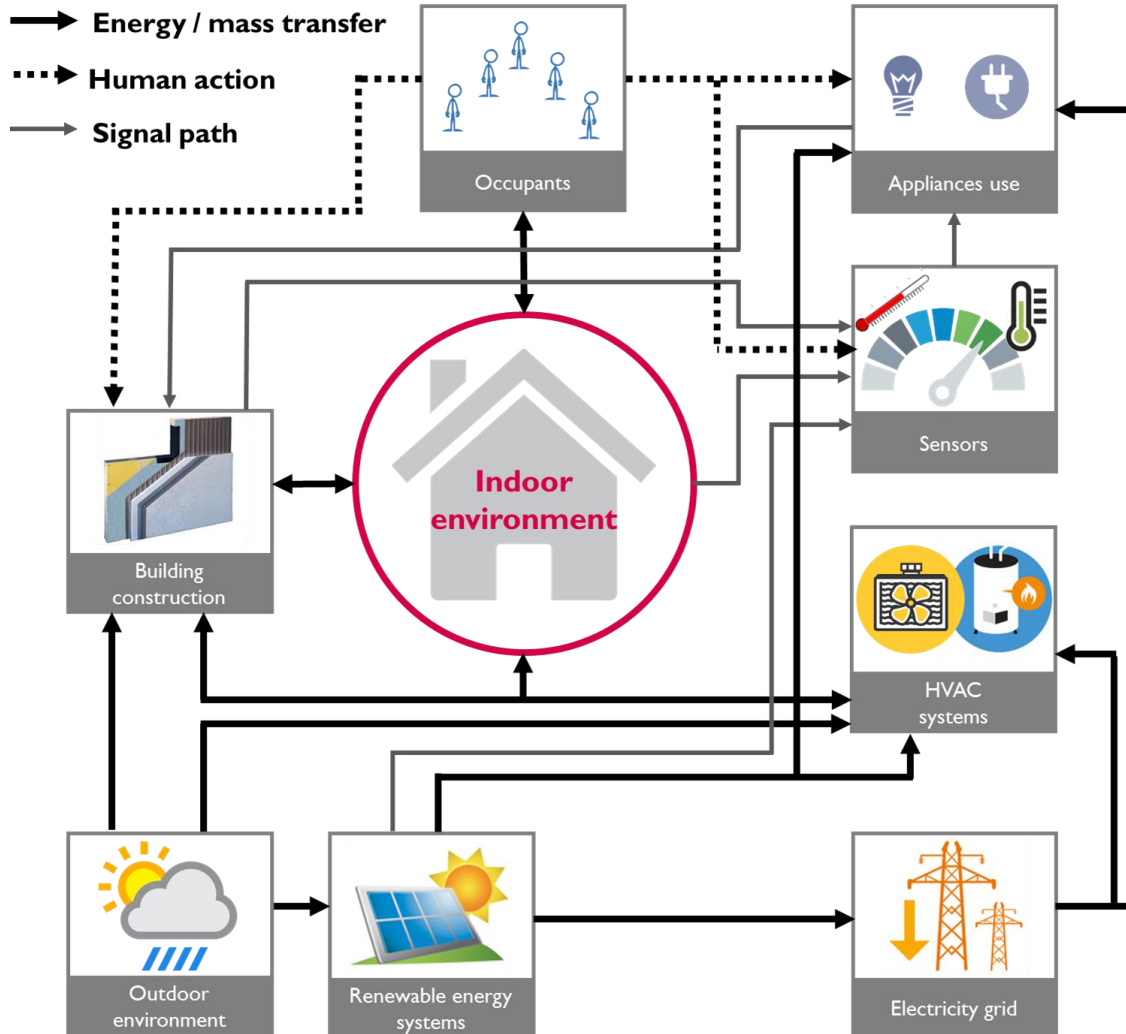 Energy / mass transfer
Human action
Signal path
Occupants
Appliances use
Sensors
Indoor
environment
Building
construction
HVAC
systems
Outdoor
environment
Renewable energy
systems
Electricity grid